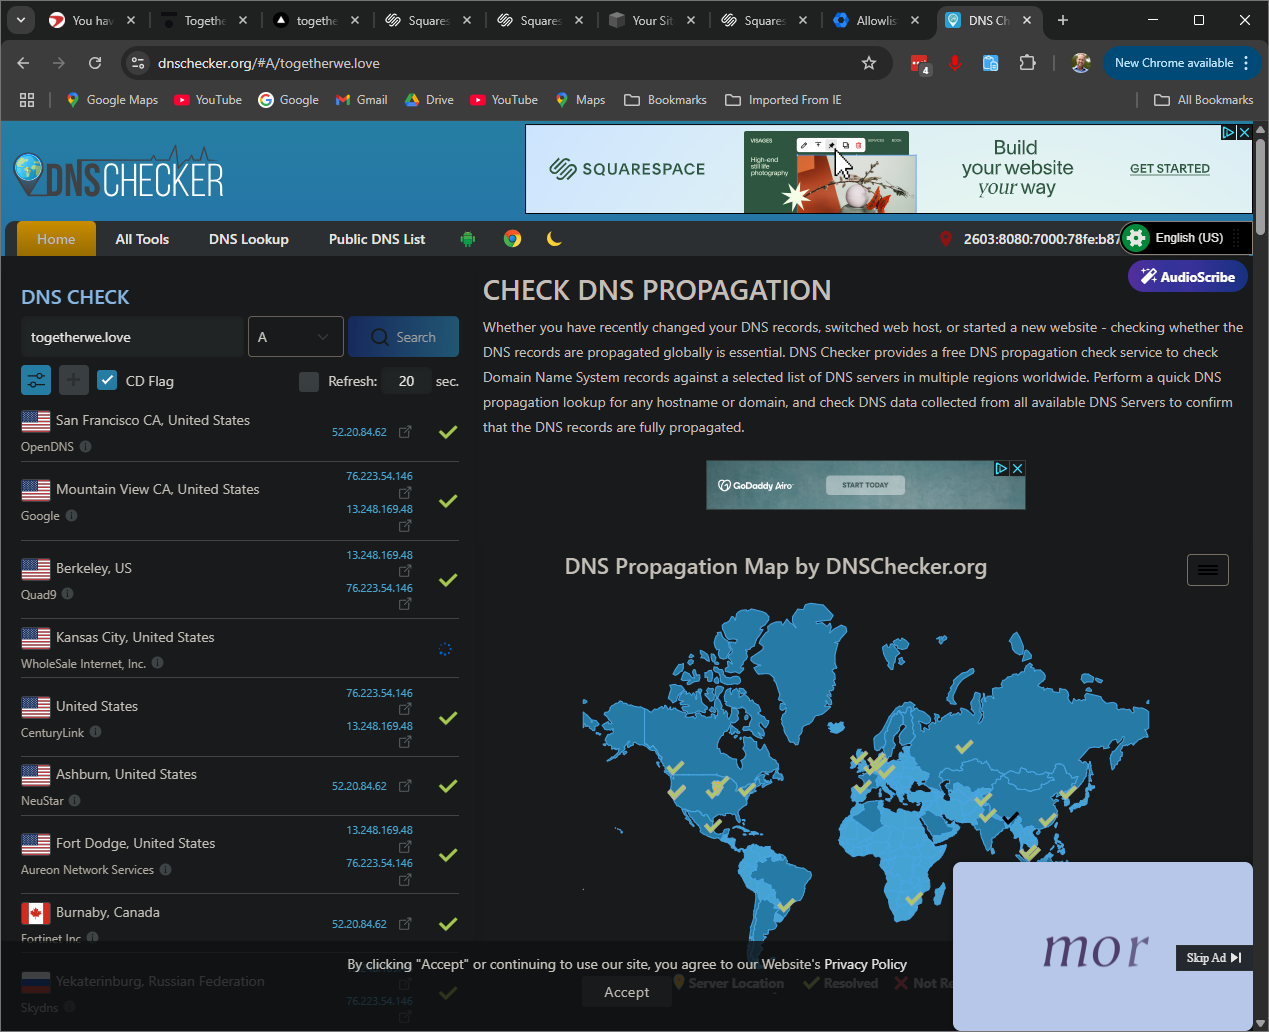 You hav
Togethe
togethe
Squares
Squares
Your Sit
Squares
Allowlis
DNS Ch
dnschecker.org/#A/togetherwe.love
4
New Chrome available
Google Maps
YouTube
Google
Gmail
Drive
YouTube
Maps
Bookmarks
Imported From IE
All Bookmarks
DNSCHECKER
SQUARESPACE
VISAGES
SERVICES
BOOK
High-end
still life
photography
Build
your website
your way
GET STARTED
Home
All Tools
DNS Lookup
Public DNS List
2603:8080:7000:78fe:b87
English (US)
AudioScribe
DNS CHECK
togetherwe.love
A
Search
CD Flag
Refresh:
20
sec.
San Francisco CA, United States
OpenDNS
52.20.84.62
Mountain View CA, United States
Google
76.223.54.146
13.248.169.48
Berkeley, US
Quad9
13.248.169.48
76.223.54.146
Kansas City, United States
WholeSale Internet, Inc.
United States
CenturyLink
76.223.54.146
13.248.169.48
Ashburn, United States
NeuStar
52.20.84.62
Fort Dodge, United States
Aureon Network Services
13.248.169.48
76.223.54.146
Burnaby, Canada
Fortinet Inc
52.20.84.62
Yekaterinburg, Russian Federation
Skydns
76.223.54.146
CHECK DNS PROPAGATION
Whether you have recently changed your DNS records, switched web host, or started a new website - checking whether the
DNS records are propagated globally is essential. DNS Checker provides a free DNS propagation check service to check
Domain Name System records against a selected list of DNS servers in multiple regions worldwide. Perform a quick DNS
propagation lookup for any hostname or domain, and check DNS data collected from all available DNS Servers to confirm
that the DNS records are fully propagated.
GoDaddy Airo
START TODAY
DNS Propagation Map by DNSChecker.org
Server Location
Resolved
Not Re
By clicking "Accept" or continuing to use our site, you agree to our Website's Privacy Policy
Accept
mor
Skip Ad